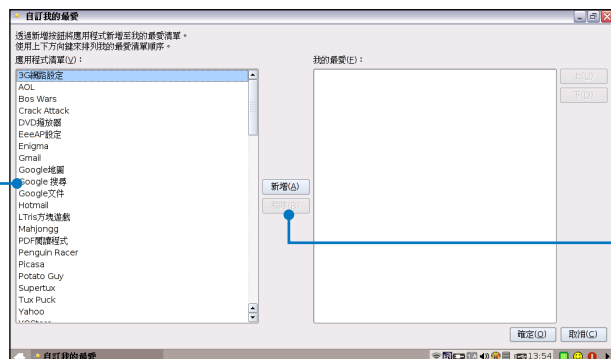 自訂我的最愛
透過新增按鈕將應用程式新增至我的最愛清單。
使用上下方向鍵來排列我的最愛清單順序。
應用程式清單(V)：
我的最愛(F)：
3G網路設定
AOL
Bos Wars
Crack Attack
DVD播放器
EeeAP設定
Enigma
Gmail
Google地圖
Google 搜尋
Google文件
Hotmail
LTris方塊遊戲
Mahjongg
PDF閱讀程式
Penguin Racer
Picasa
Potato Guy
Supertux
Tux Puck
Yahoo
新增(A)
移除(R)
上(U)
下(D)
確定(O)
取消(C)
自訂我的最愛
13:54